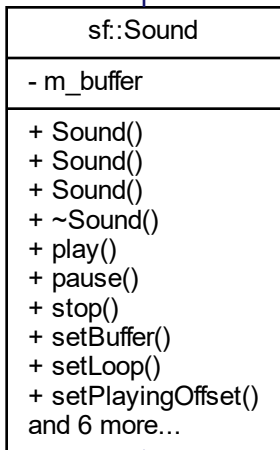 sf::Sound
- m_buffer
+ Sound()
+ Sound()
+ Sound()
+ ~Sound()
+ play()
+ pause()
+ stop()
+ setBuffer()
+ setLoop()
+ setPlayingOffset()
and 6 more...